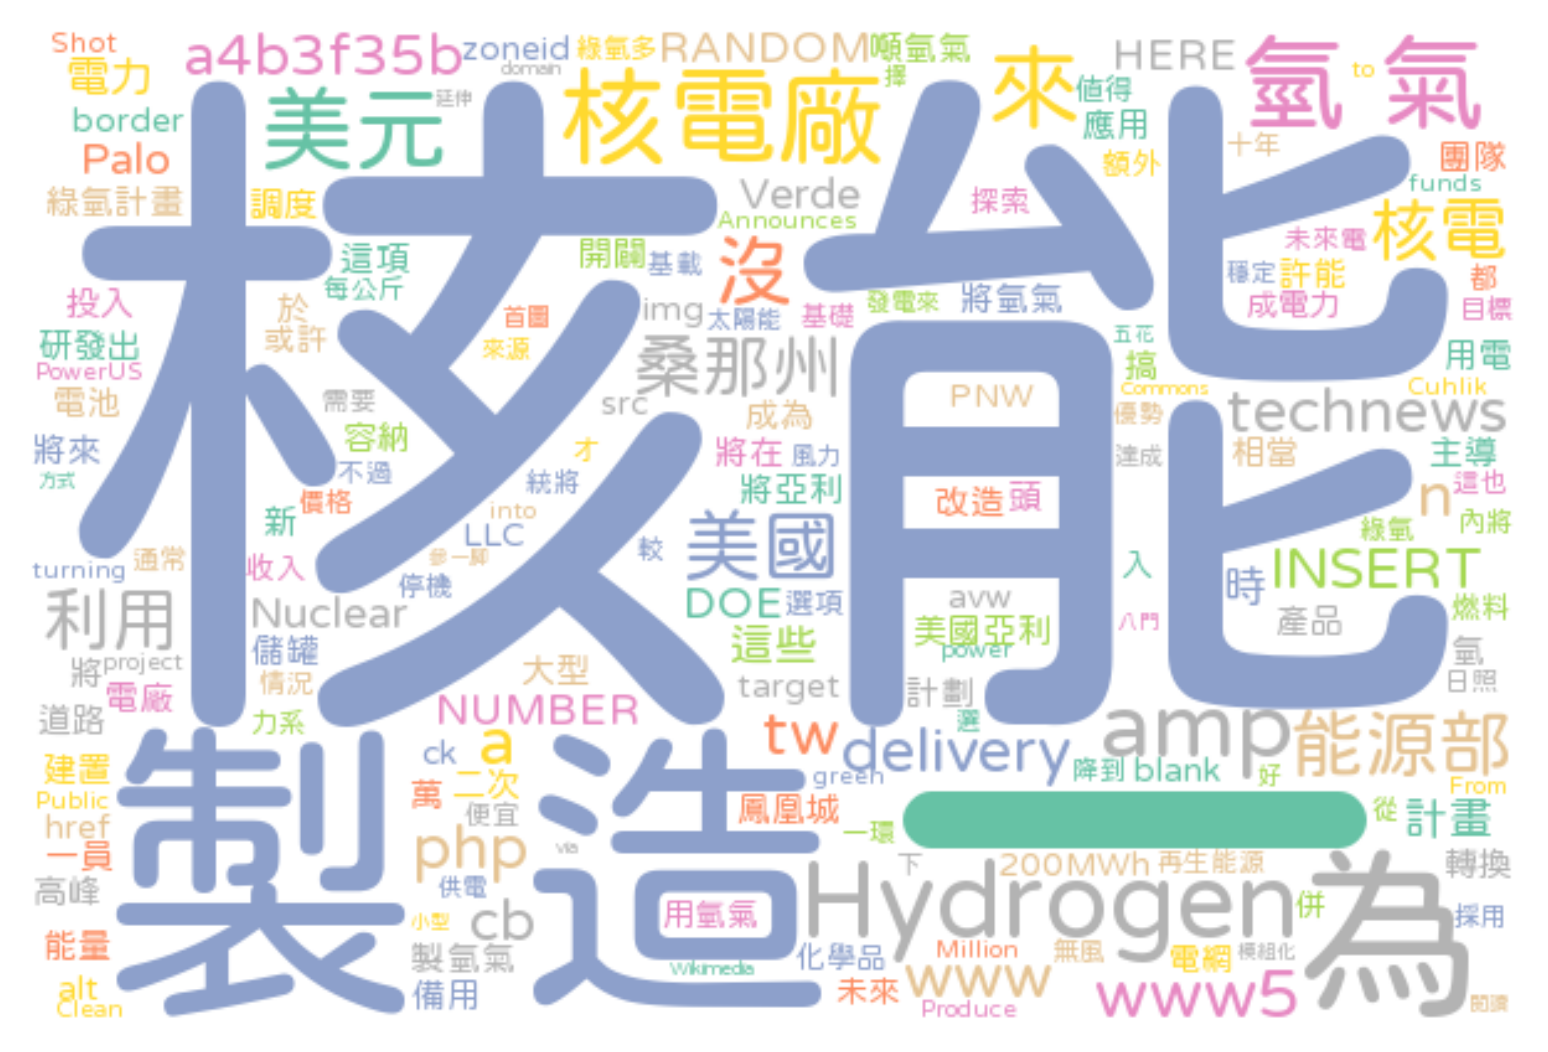 Shot
a4b3f35b
zoneid
綠氫多
RANDOM
噸氫氣
HERE
氫氣
to
電力
domain
擇
延伸
美元
核電廠
來
值得
border
應用
十年
團隊
Palo
額外
funds
綠氫計畫
調度
Verde
探索
核電
Announces
未來電
這項
開闢
基載
沒
穩定
許能
都
每公斤
發電來
將氫氣
成電力
目標
投入
於
img
太陽能
基礎
首圖
核能
研發出
或許
來源
五花
用電
PowerUS
桑那州
搞
電池
需要
src
成為
PNW
Commons
Cuhlik
優勢
technews
將來
容納
才
將在
風力
達成
相當
主導
方式
不過
統將
將亞利
這也
價格
改造
頭
n
新
into
LLC
美國
綠氫
內將
turning
通常
收入
參一腳
較
入
INSERT
停機
時
利用
Nuclear
DOE
選項
avw
產品
燃料
儲罐
這些
美國亞利
八門
power
氫
將
project
情況
大型
target
計劃
日照
電廠
道路
力系
NUMBER
選
tw
delivery
amp
能源部
ck
a
建置
二次
green
降到
blank
好
From
Public
萬
便宜
鳳凰城
一環
一
從
計畫
href
製造
php
via
一員
下
200MWh
再生能源
轉換
高峰
供電
Hydrogen
為
小型
cb
用氫氣
併
採用
能量
製氫氣
化學品
Million
無風
電網
模組化
Wikimedia
alt
備用
未來
www
www5
Clean
Produce
閱讀